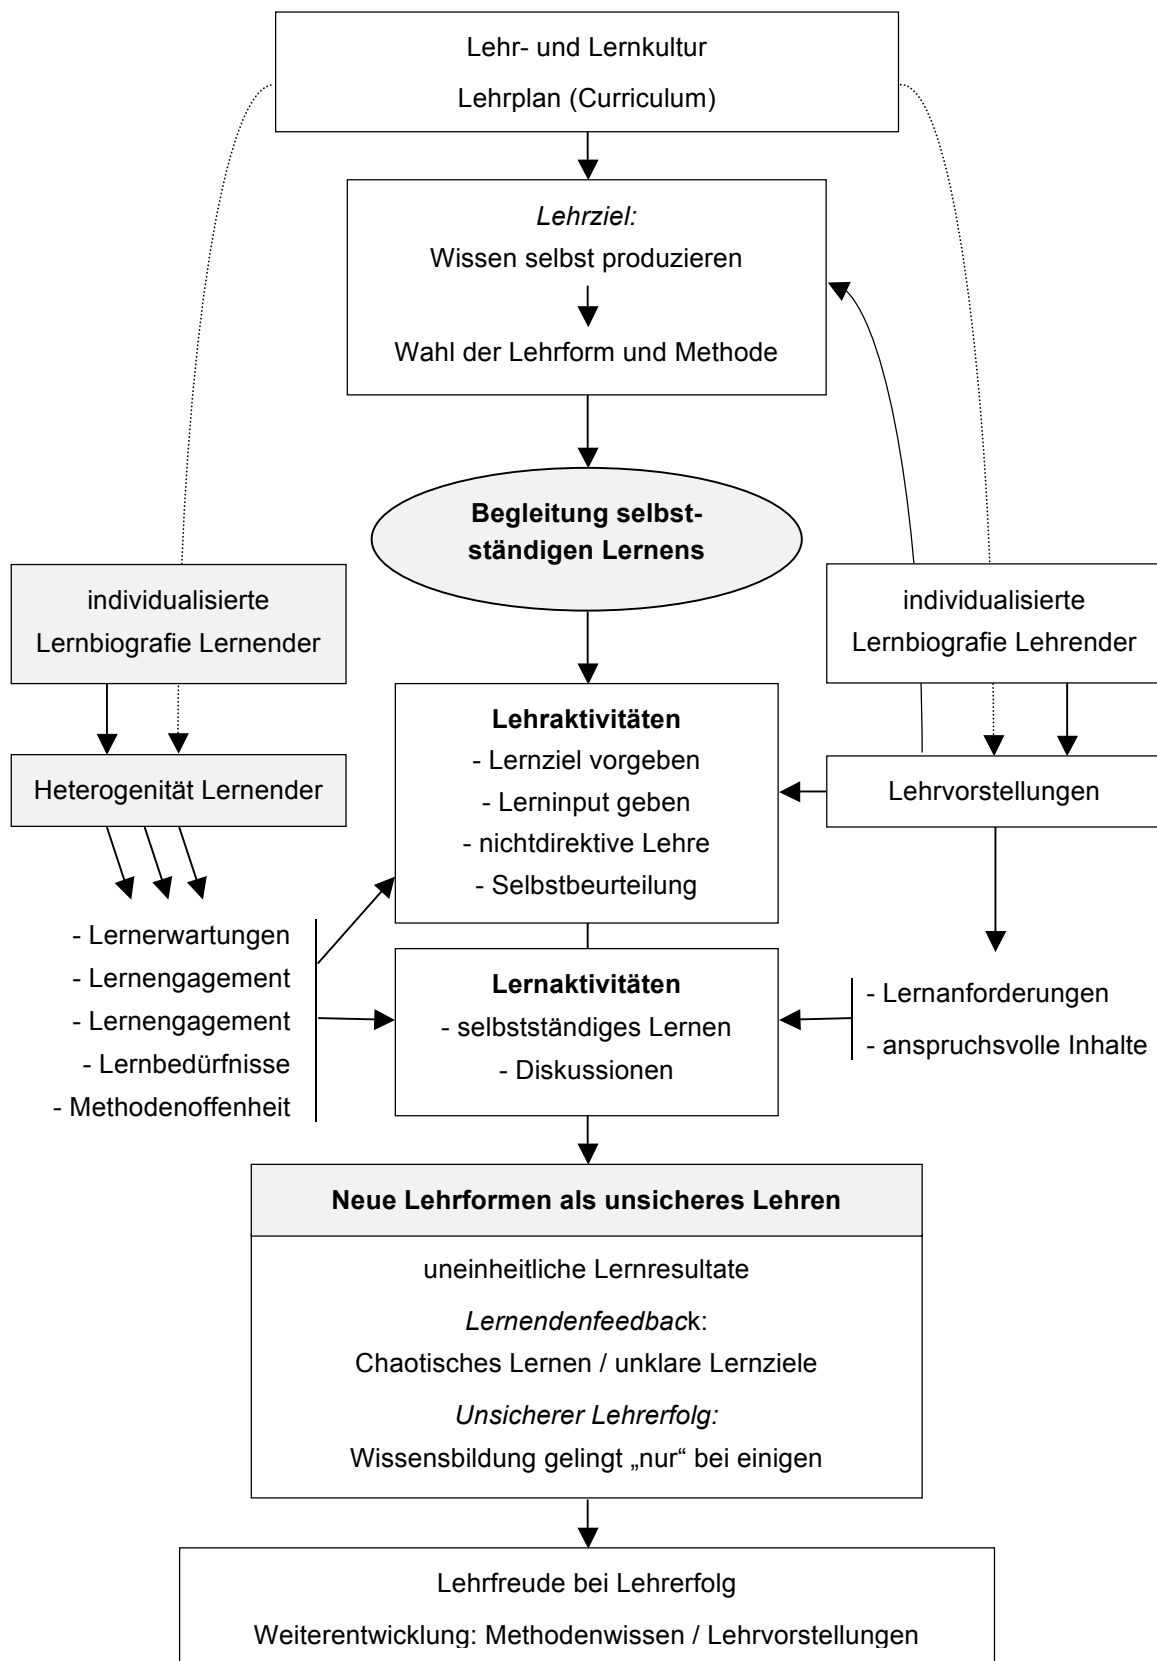 Lehr- und Lernkultur
Lehrplan (Curriculum)
Lehrziel:
Wissen selbst produzieren
Wahl der Lehrform und Methode
Begleitung selbst-
ständigen Lernens
individualisierte
Lernbiografie Lernender
individualisierte
Lernbiografie Lehrender
Heterogenität Lernender
Lehraktivitäten
- Lernziel vorgeben
- Lerninput geben
- nichtdirektive Lehre
- Selbstbeurteilung
Lehrvorstellungen
- Lernerwartungen
- Lernengagement
- Lernengagement
- Lernbedürfnisse
- Methodenoffenheit
Lernaktivitäten
- selbstständiges Lernen
- Diskussionen
- Lernanforderungen
- anspruchsvolle Inhalte
Neue Lehrformen als unsicheres Lehren
uneinheitliche Lernresultate
Lernendenfeedback:
Chaotisches Lernen / unklare Lernziele
Unsicherer Lehrerfolg:
Wissensbildung gelingt „nur“ bei einigen
Lehrfreude bei Lehrerfolg
Weiterentwicklung: Methodenwissen / Lehrvorstellungen